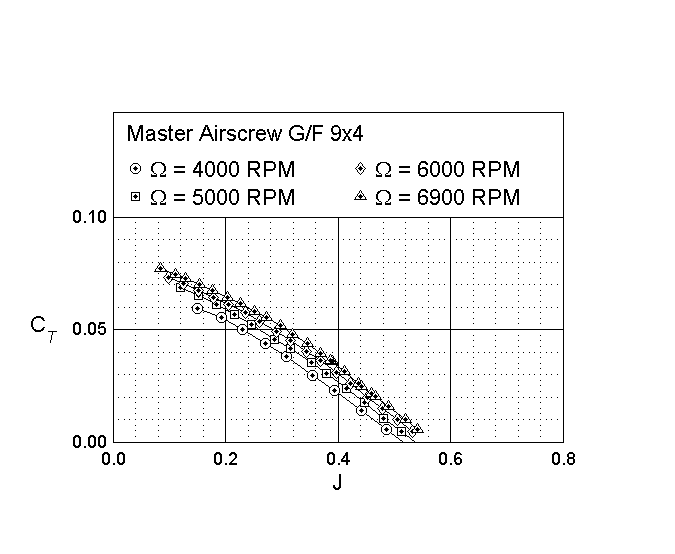 Master Airscrew G/F 9x4
Ω = 4000 RPM
Ω = 6000 RPM
Ω = 5000 RPM
Ω = 6900 RPM
0.10
C_T
0.05
0.00
0.0 0.2 0.4 0.6 0.8
J